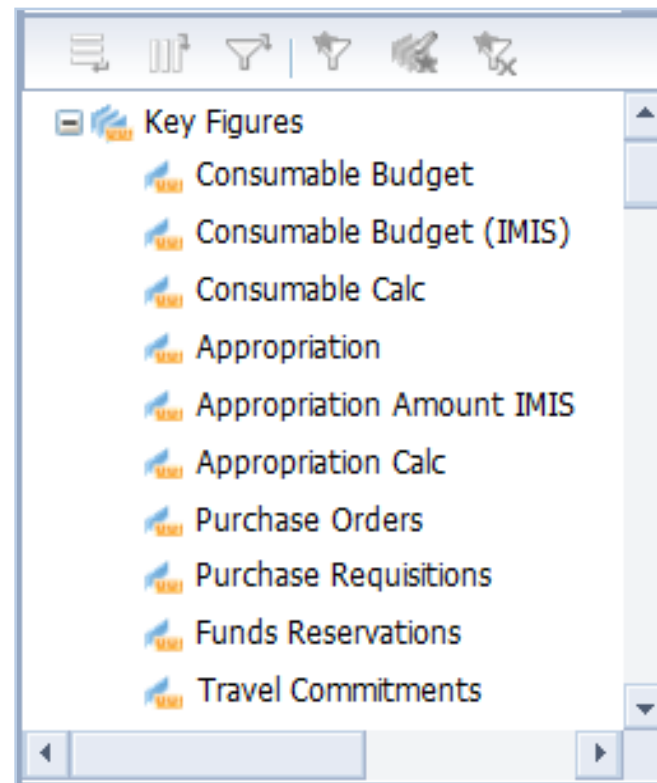 Key Figures
Consumable Budget
Consumable Budget (IMIS)
Consumable Calc
Appropriation
Appropriation Amount IMIS
Appropriation Calc
Purchase Orders
Purchase Requisitions
Funds Reservations
Travel Commitments